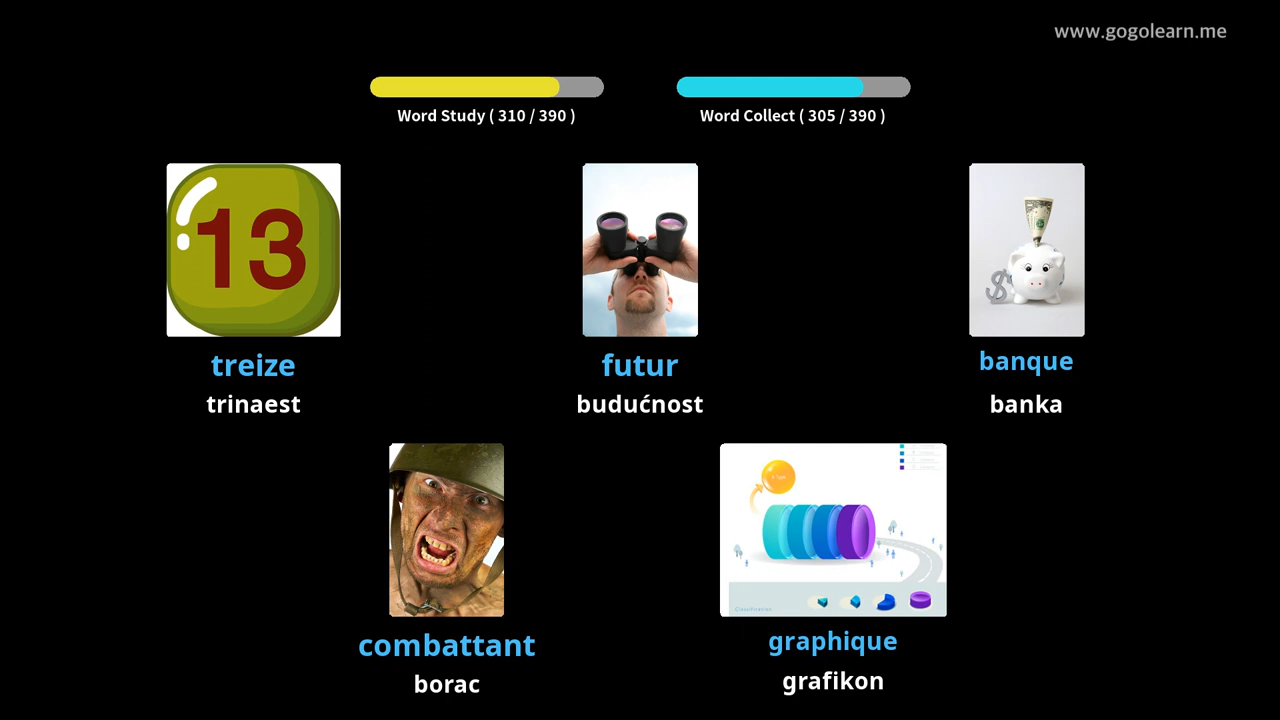 www.gogolearn.me
Word Study ( 310 / 390 )
Word Collect ( 305 / 390 )
13
treize
trinaest
futur
budućnost
$
banque
banka
combattant
borac
Classification
graphique
grafikon